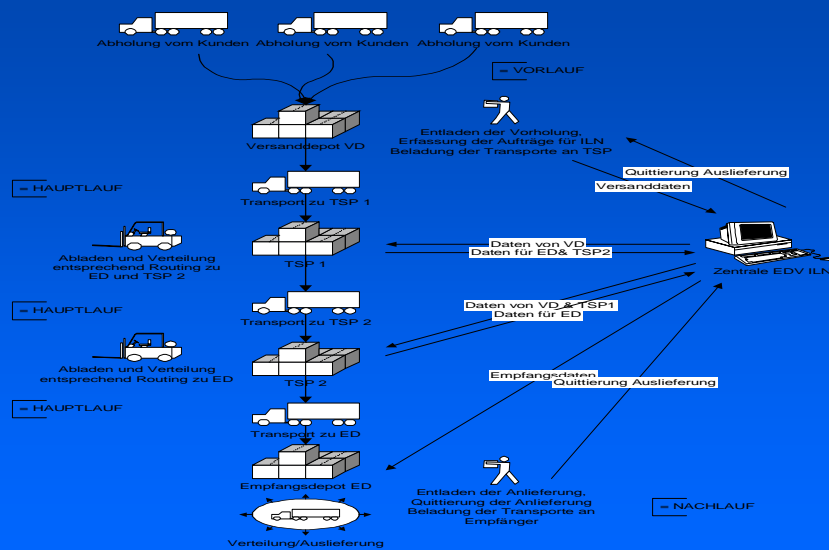 Abholung vom Kunden
Abholung vom Kunden
Abholung vom Kunden
= VORLAUF
Versanddepot VD
Entladen der Vorholung,
Erfassung der Aufträge für ILN
Beladung der Transporte an TSP
Quittierung Auslieferung
Versanddaten
= HAUPTLAUF
Transport zu TSP 1
Abladen und Verteilung
entsprechend Routing zu
ED und TSP 2
TSP 1
Daten von VD
Daten für ED& TSP2
Zentrale EDV ILN
= HAUPTLAUF
Transport zu TSP 2
Daten von VD & TSP1
Daten für ED
Abladen und Verteilung
entsprechend Routing zu ED
TSP 2
Empfangsdaten
Quittierung Auslieferung
= HAUPTLAUF
Transport zu ED
Empfangsdepot ED
Entladen der Anlieferung,
Quittierung der Anlieferung
Beladung der Transporte an
Empfänger
= NACHLAUF
Verteilung/Auslieferung